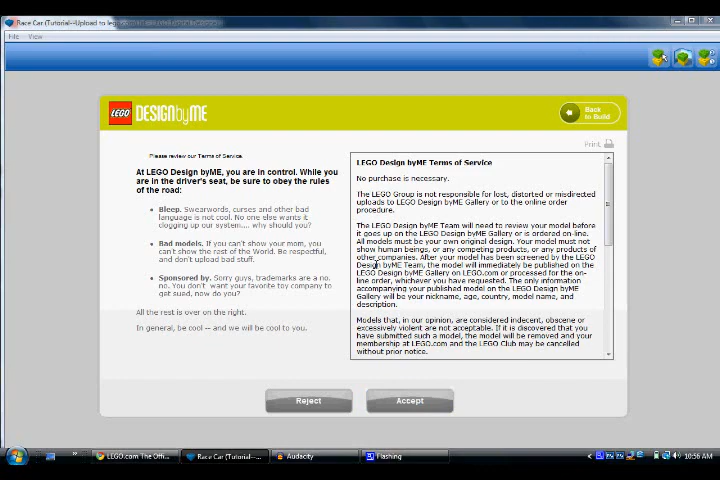 Race Car (Tutorial--Upload to lego
File View
LEGO DESIGNbyME
Back
to Build
Print
Please review our Terms of Service.
At LEGO Design byME, you are in control. While you
are in the driver's seat, be sure to obey the rules
of the road:
Bleep. Swearwords, curses and other bad
language is not cool. No one else wants it
clogging up our system.... why should you?
Bad models. If you can't show your mom, you
can't show the rest of the World. Be respectful,
and don't upload bad stuff.
Sponsored by. Sorry guys, trademarks are a no.
no. You don't want your favorite toy company to
get sued, now do you?
All the rest is over on the right.
In general, be cool -- and we will be cool to you.
LEGO Design byME Terms of Service
No purchase is necessary.
The LEGO Group is not responsible for lost, distorted or misdirected
uploads to LEGO Design byME Gallery or to the online order
procedure.
The LEGO Design byME Team will need to review your model before
it goes up on the LEGO Design byME Gallery or is ordered on-line.
All models must be your own original design. Your model must not
show human beings, or any competing products, or any products of
other companies. After your model has been screened by the LEGO
Design byME Team, the model will immediately be published on the
LEGO Design byME Gallery on LEGO.com or processed for the on-
line order, whichever you have requested. The only information
accompanying your published model on the LEGO Design byME
Gallery will be your nickname, age, country, model name, and
description.
Models that, in our opinion, are considered indecent, obscene or
excessively violent are not acceptable. If it is discovered that you
have submitted such a model, the model will be removed and your
membership at LEGO.com and the LEGO Club may be cancelled
without prior notice.
Reject
Accept
LEGO.com The Offi...
Race Car (Tutorial--...
Audacity
Flashing
10:56 AM